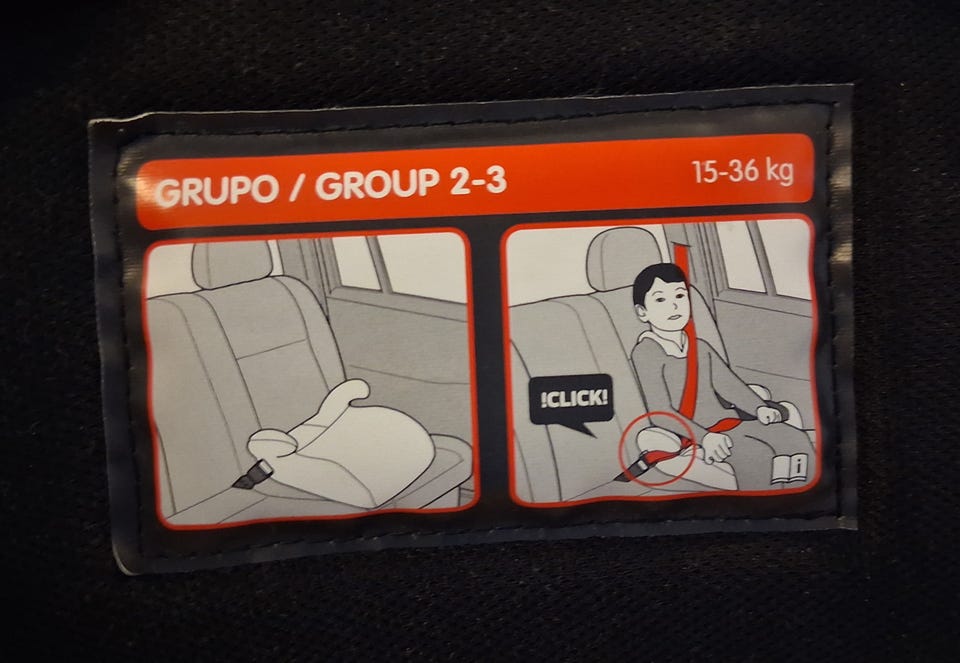 GRUPO / GROUP 2-3
15-36 kg
!CLICK!
i